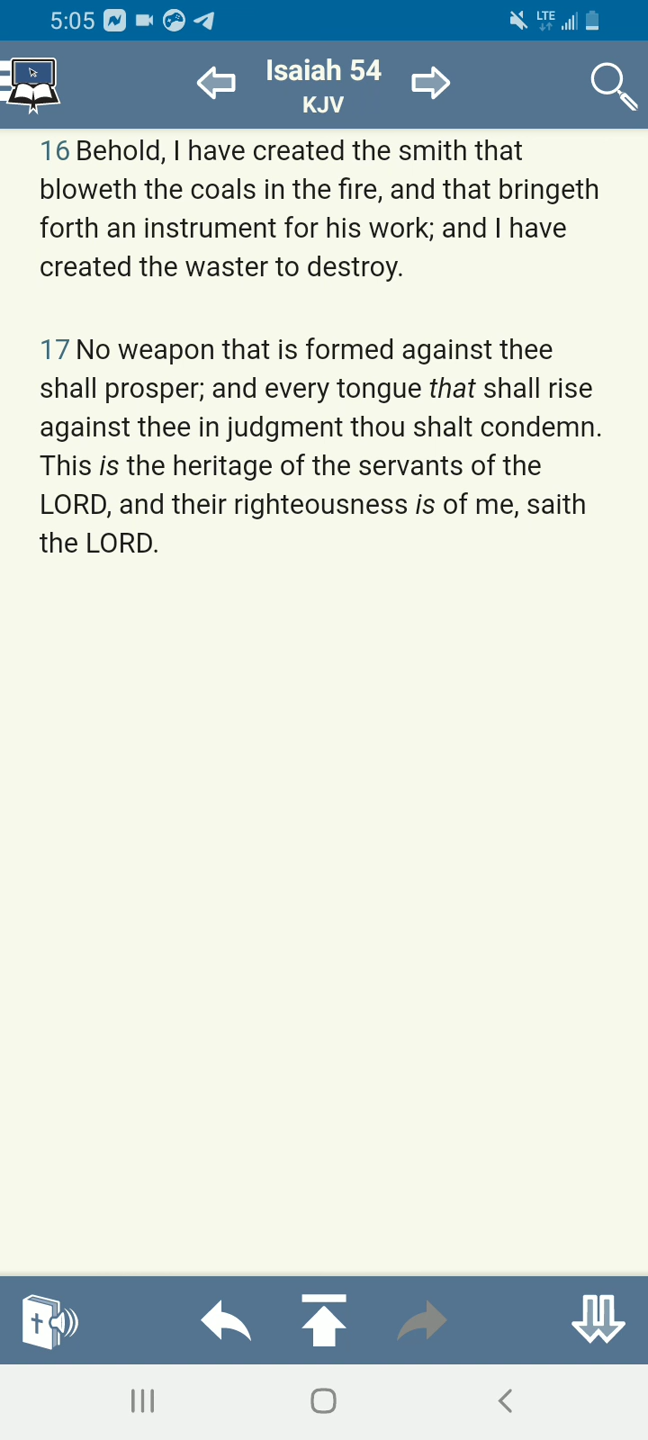 5:05
LTE
Isaiah 54
KJV
16 Behold, I have created the smith that
bloweth the coals in the fire, and that bringeth
forth an instrument for his work; and I have
created the waster to destroy.
17 No weapon that is formed against thee
shall prosper; and every tongue that shall rise
against thee in judgment thou shalt condemn.
This is the heritage of the servants of the
LORD, and their righteousness is of me, saith
the LORD.